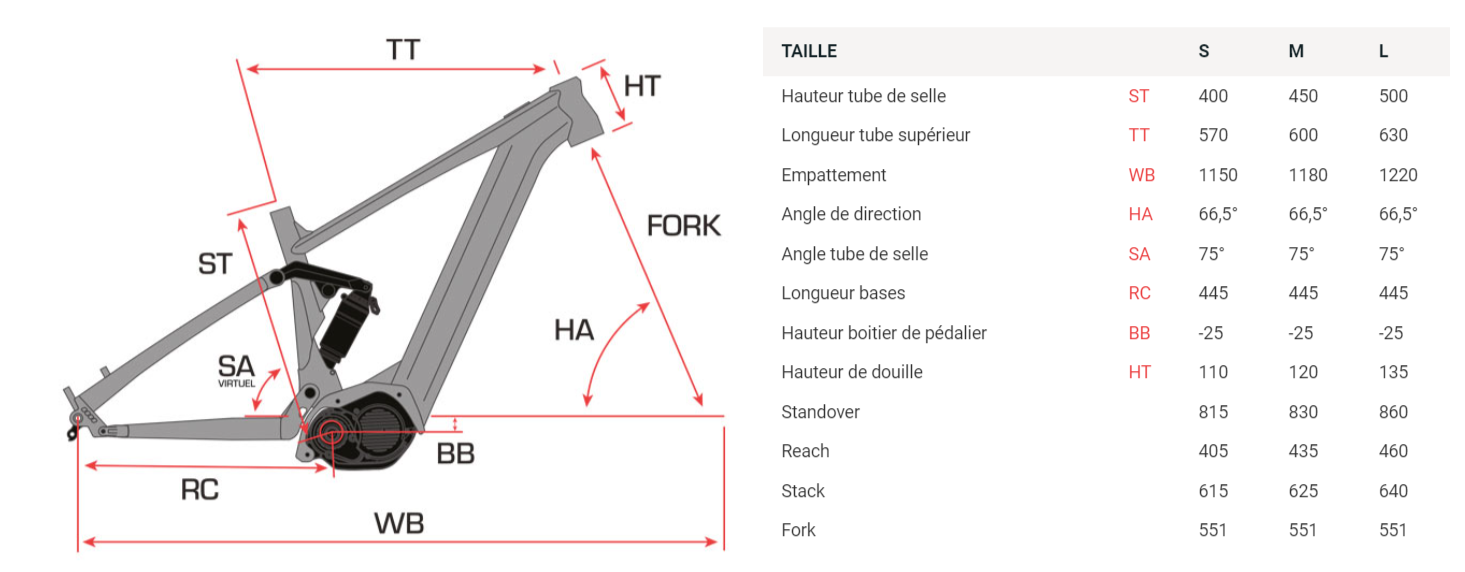 TT
HT
FORK
ST
HA
SA
VIRTUEL
BB
RC
WB
TAILLE S M L
Hauteur tube de selle ST 400 450 500
Longueur tube supérieur TT 570 600 630
Empattement WB 1150 1180 1220
Angle de direction HA 66,5° 66,5° 66,5°
Angle tube de selle SA 75° 75° 75°
Longueur bases RC 445 445 445
Hauteur boitier de pédalier BB -25 -25 -25
Hauteur de douille HT 110 120 135
Standover 815 830 860
Reach 405 435 460
Stack 615 625 640
Fork 551 551 551